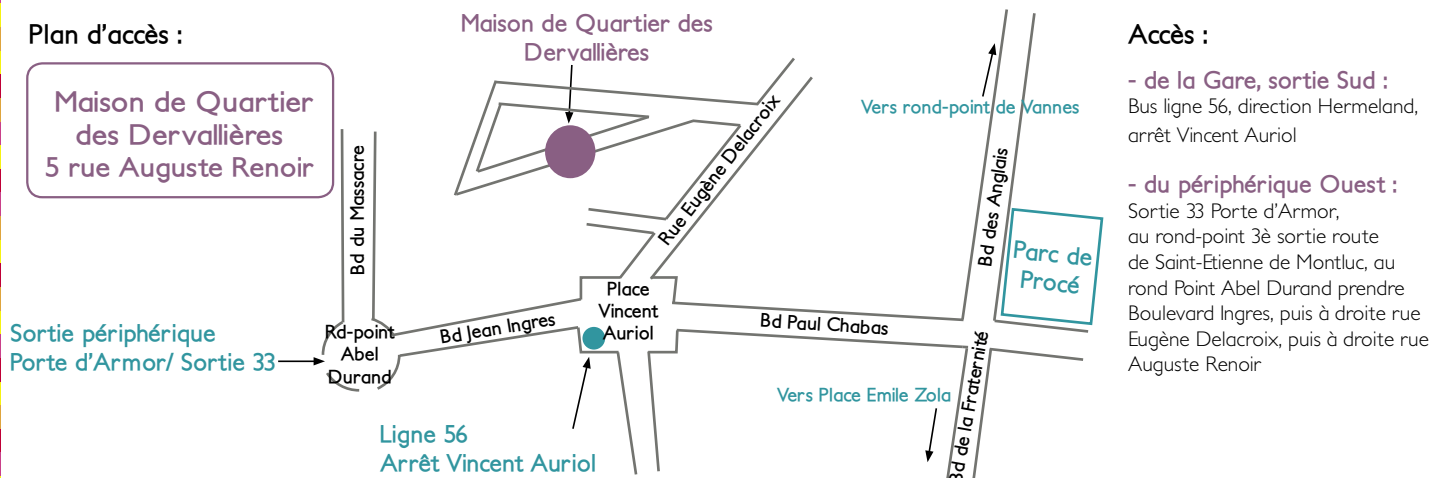 Plan d'accès :
Maison de Quartier
des Dervallières
5 rue Auguste Renoir
Maison de Quartier des
Dervallières
Bd du Massacre
Rue Eugène Delacroix
Vers rond-point de Vannes
Bd des Anglais
Parc de
Procé
Place
Vincent
Auriol
Bd Jean Ingres
Bd Paul Chabas
Rd-point
Abel
Durand
Sortie périphérique
Porte d'Armor/ Sortie 33
Vers Place Emile Zola
Bd de la Fraternité
Ligne 56
Arrêt Vincent Auriol
Accès :
- de la Gare, sortie Sud :
Bus ligne 56, direction Hermeland,
arrêt Vincent Auriol
- du périphérique Ouest :
Sortie 33 Porte d'Armor,
au rond-point 3è sortie route
de Saint-Etienne de Montluc, au
rond Point Abel Durand prendre
Boulevard Ingres, puis à droite rue
Eugène Delacroix, puis à droite rue
Auguste Renoir